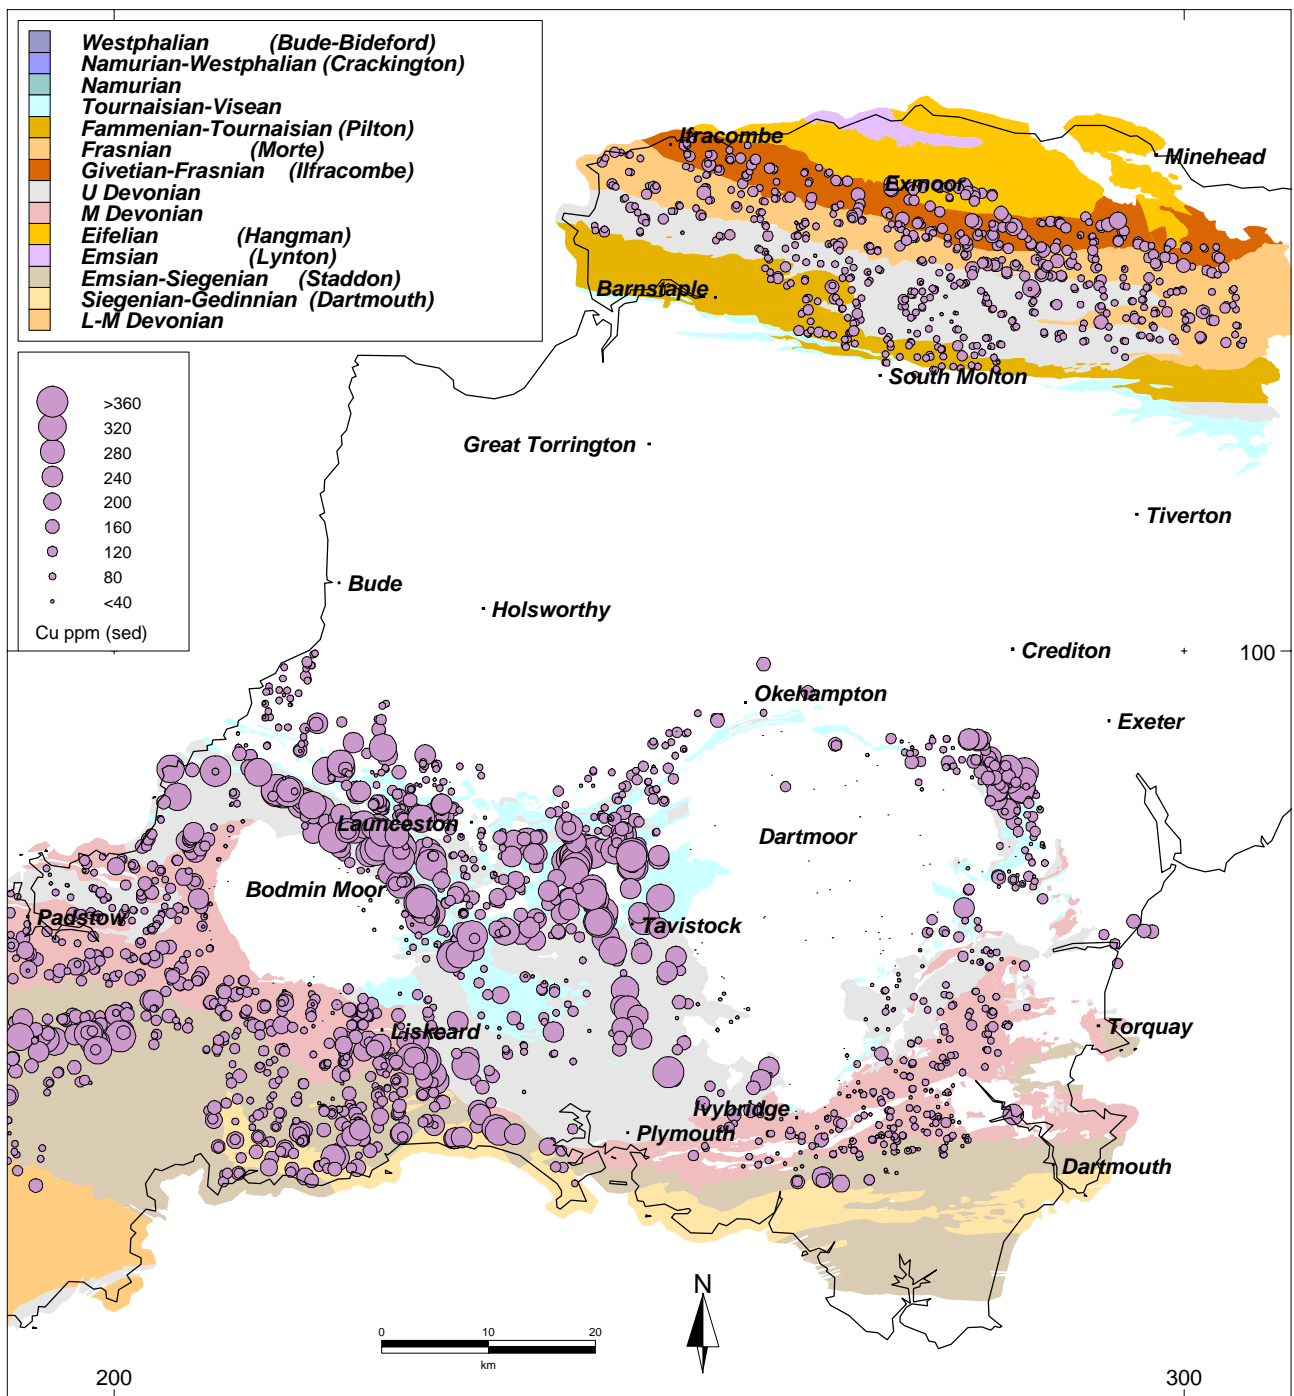 Westphalian (Bude-Bideford)
Namurian-Westphalian (Crackington)
Namurian
Tournaisian-Visean
Fammenian-Tournaisian (Pilton)
Frasnian (Morte)
Givetian-Frasnian (Ilfracombe)
U Devonian
M Devonian
Eifelian (Hangman)
Emsian (Lynton)
Emsian-Siegenian (Staddon)
Siegenian-Gedinnian (Dartmouth)
L-M Devonian
>360
320
280
240
200
160
120
80
<40
Cu ppm (sed)
Ilfracombe
Minehead
Exmoor
Barnstaple
South Molton
Great Torrington
Tiverton
Bude
Holsworthy
Crediton
100
Okehampton
Exeter
Launceston
Dartmoor
Bodmin Moor
Padstow
Tavistock
Liskeard
Torquay
Ivybridge
Plymouth
Dartmouth
N
0 10 20
km
200
300